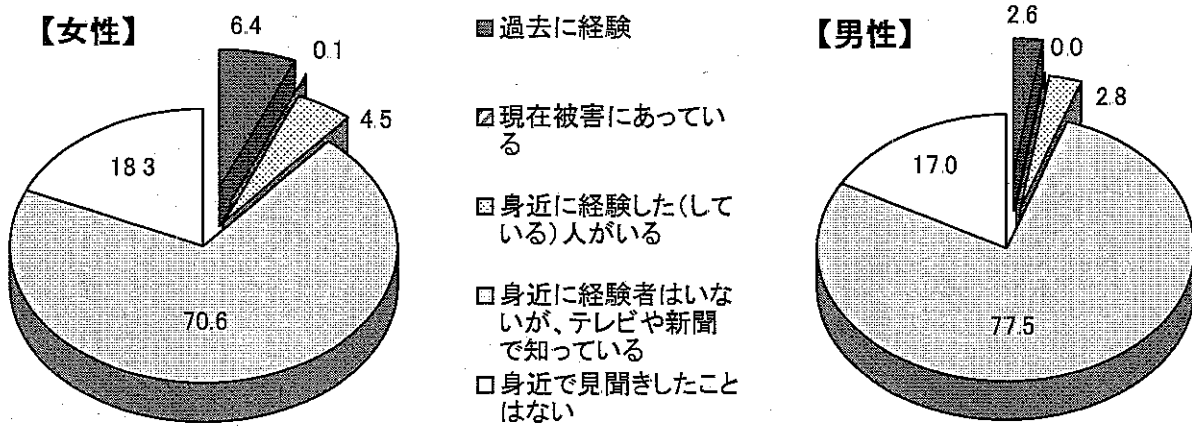 【女性】
6.4
0.1
4.5
18.3
70.6
過去に経験
現在被害にあってい
る
身近に経験した(して
いる)人がいる
身近に経験者はいな
いが、テレビや新聞
で知っている
身近で見聞きしたこと
はない
【男性】
2.6
0.0
2.8
17.0
77.5